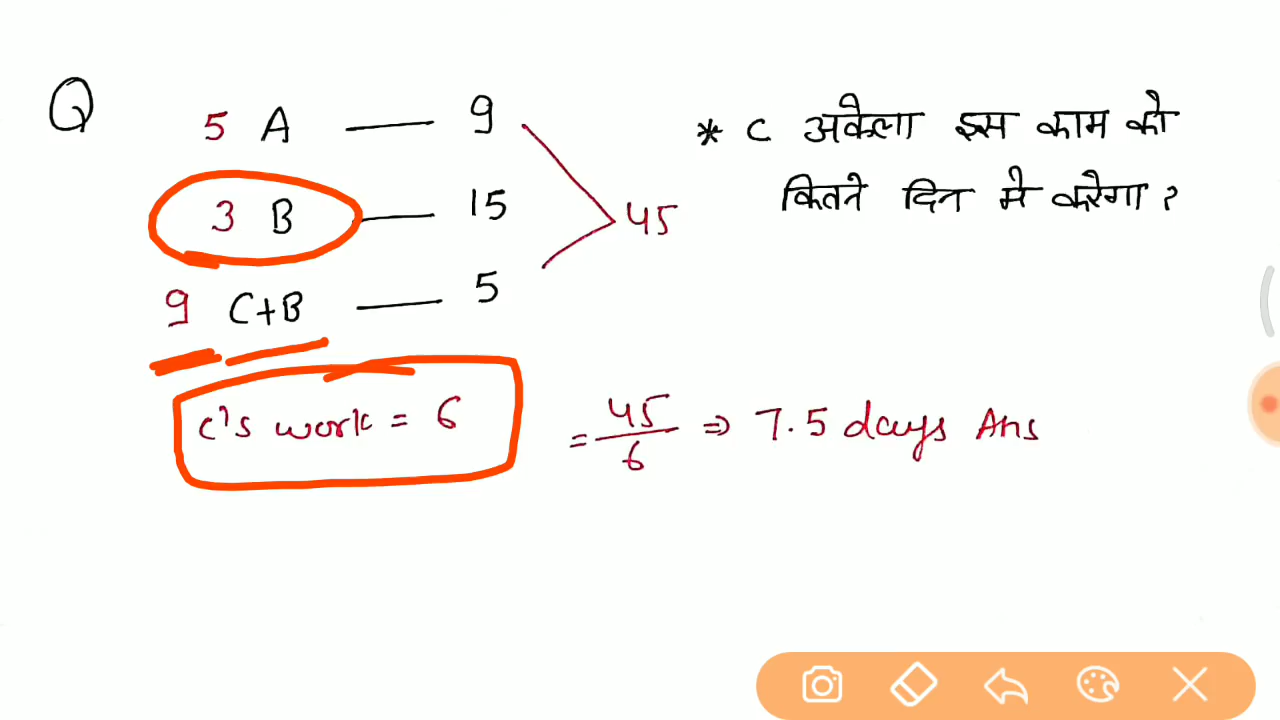 Q
5 A — 9
3 B — 15
45
9 C+B — 5
* C अकेला इस काम को
कितने दिन मे करेगा ?
c's work = 6
= 45/6 ⇒ 7.5 days Ans